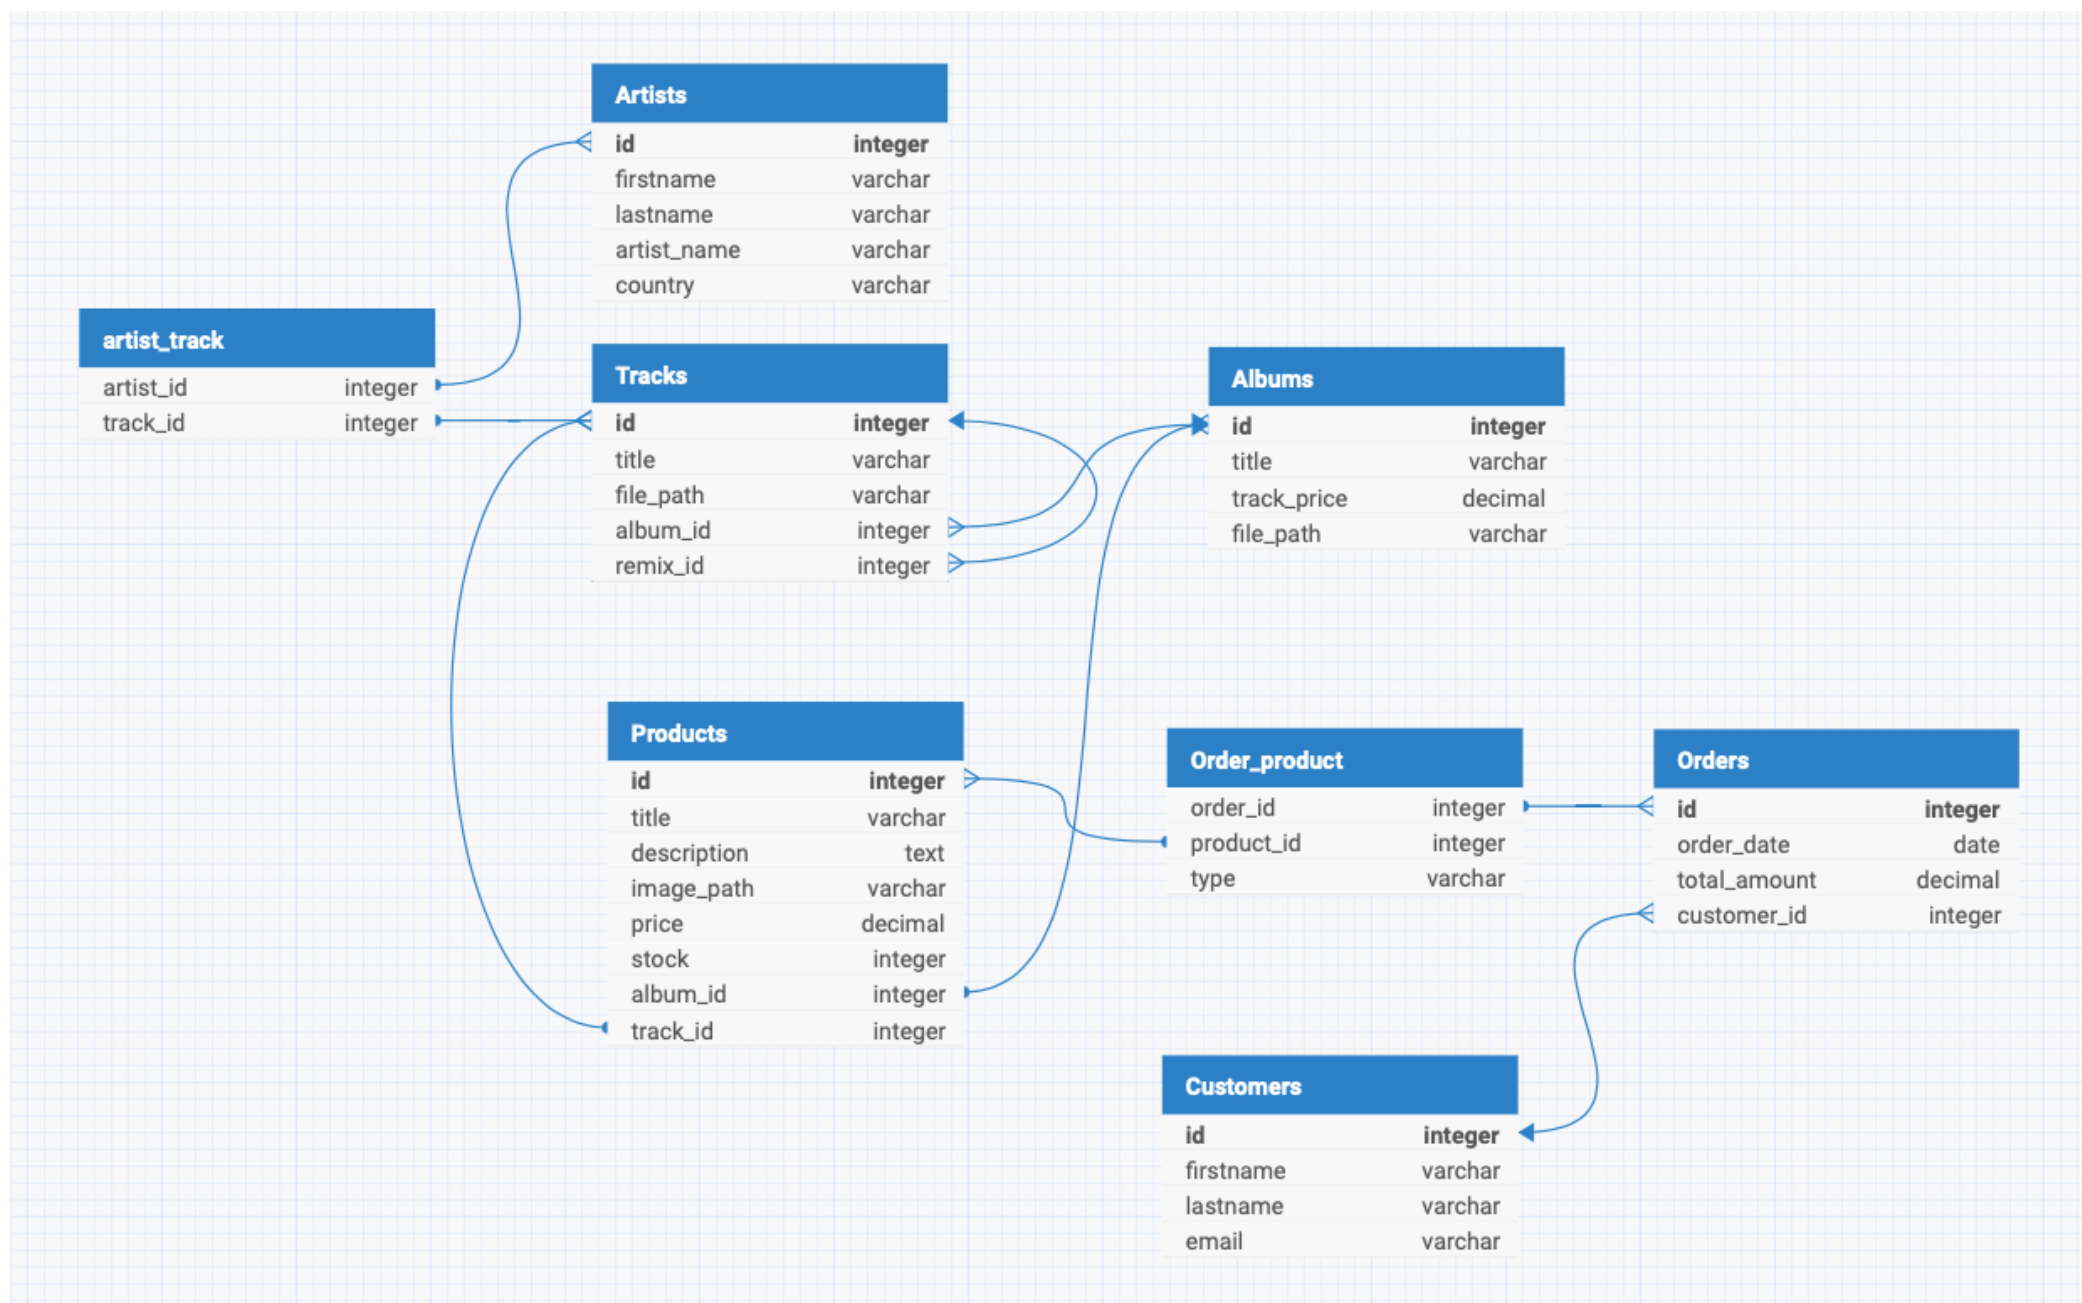 Artists
id integer
firstname varchar
lastname varchar
artist_name varchar
country varchar
artist_track
artist_id integer
track_id integer
Tracks
id integer
title varchar
file_path varchar
album_id integer
remix_id integer
Albums
id integer
title varchar
track_price decimal
file_path varchar
Products
id integer
title varchar
description text
image_path varchar
price decimal
stock integer
album_id integer
track_id integer
Order_product
order_id integer
product_id integer
type varchar
Orders
id integer
order_date date
total_amount decimal
customer_id integer
Customers
id integer
firstname varchar
lastname varchar
email varchar